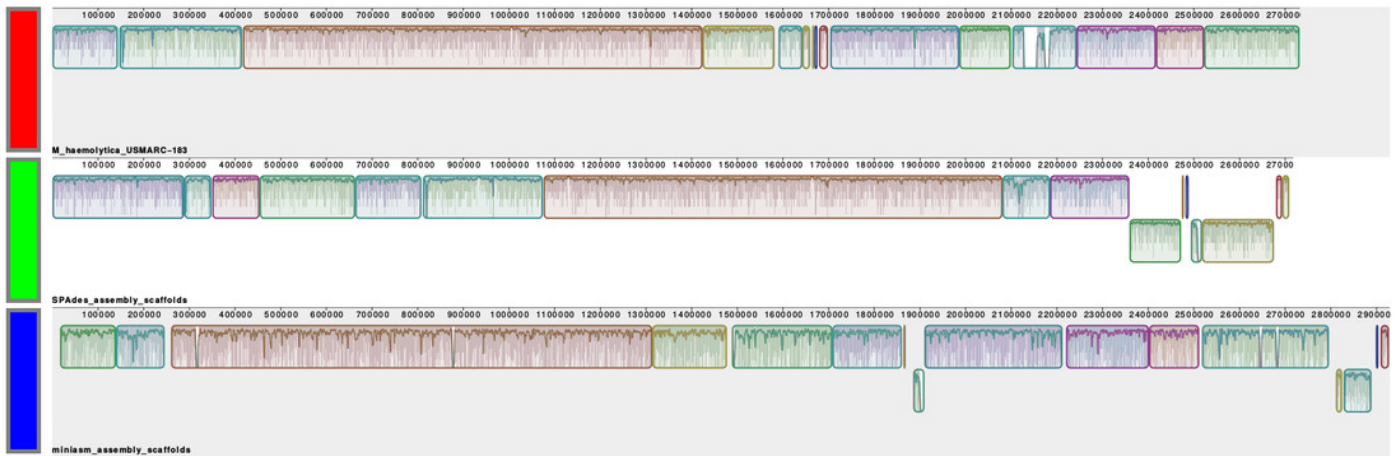 100000 200000 300000 400000 500000 600000 700000 800000 900000 1000000 1100000 1200000 1300000 1400000 1500000 1600000 1700000 1800000 1900000 2000000 2100000 2200000 2300000 2400000 2500000 2600000 270000
M_haemolytica_USMARC-183
100000 200000 300000 400000 500000 600000 700000 800000 900000 1000000 1100000 1200000 1300000 1400000 1500000 1600000 1700000 1800000 1900000 2000000 2100000 2200000 2300000 2400000 2500000 2600000 27000
SPAdes_assembly_scaffolds
100000 200000 300000 400000 500000 600000 700000 800000 900000 1000000 1100000 1200000 1300000 1400000 1500000 1600000 1700000 1800000 1900000 2000000 2100000 2200000 2300000 2400000 2500000 2600000 2700000 2800000 290000
miniasm_assembly_scaffolds